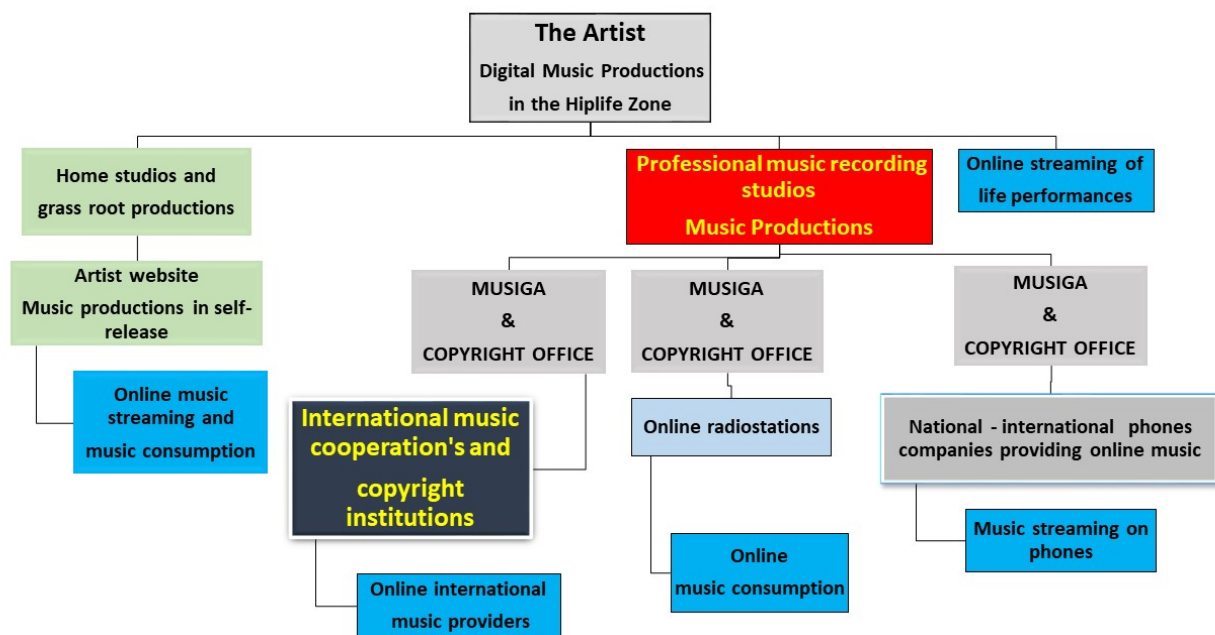 The Artist
Digital Music Productions
in the Hiplife Zone
Home studios and
grass root productions
Professional music recording
studios
Music Productions
Online streaming of
life performances
Artist website
Music productions in self-
release
MUSIGA
&
COPYRIGHT OFFICE
MUSIGA
&
COPYRIGHT OFFICE
MUSIGA
&
COPYRIGHT OFFICE
Online music
streaming and
music consumption
International music
cooperation's and
copyright
institutions
Online radiostations
National - international phones
companies providing online music
Online international
music providers
Online
music consumption
Music streaming on
phones